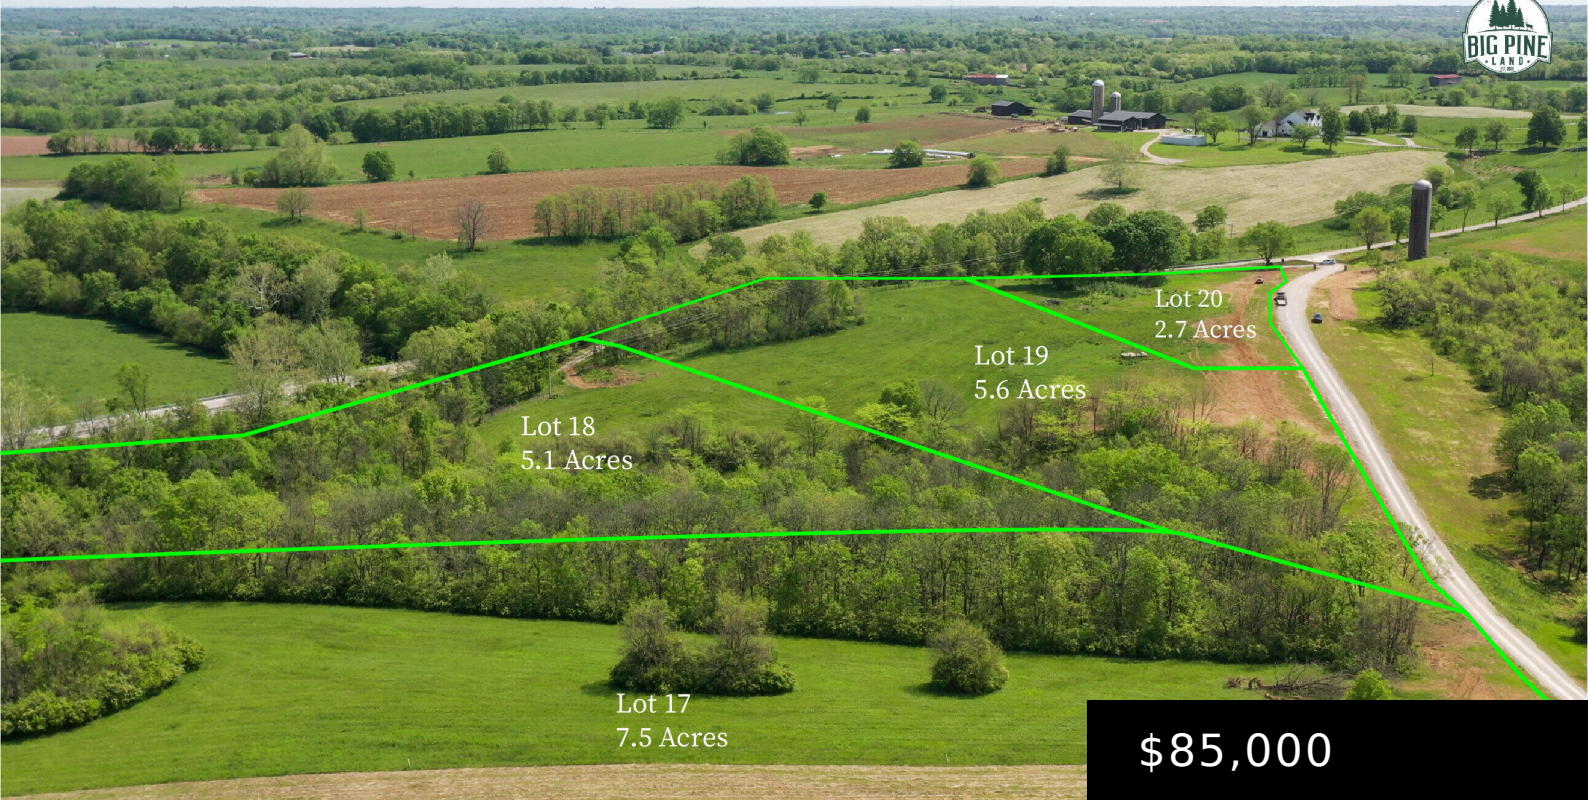 BIG PINE
LAND
Lot 20
2.7 Acres
Lot 19
5.6 Acres
Lot 18
5.1 Acres
Lot 17
7.5 Acres
$85,000